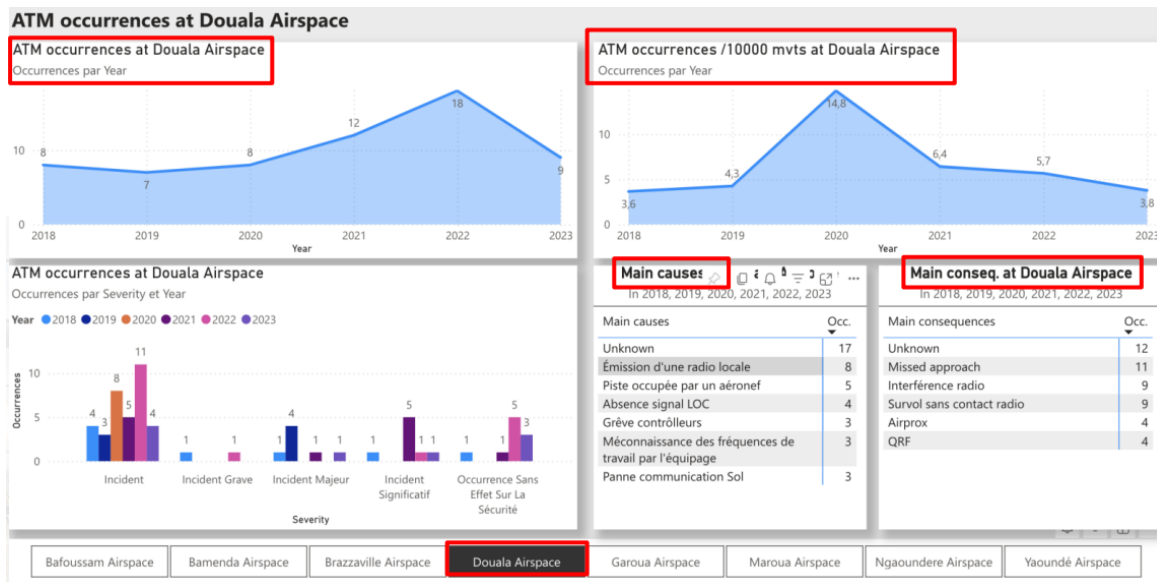 ATM occurrences at Douala Airspace
ATM occurrences at Douala Airspace
Occurrences par Year
10
0
8
7
8
12
18
9
2018 2019 2020 2021 2022 2023
Year
ATM occurrences /10000 mvts at Douala Airspace
Occurrences par Year
10
5
0
3,6
4,3
14,8
6,4
5,7
3,8
2018 2019 2020 2021 2022 2023
Year
ATM occurrences at Douala Airspace
Occurrences par Severity et Year
Year 2018 2019 2020 2021 2022 2023
Occurrences
10
5
0
4 3 8 5 11 4
1 1
1 4 1 1 1
1 5 1 1
1 1 5 3
Incident
Incident Grave
Incident Majeur
Incident
Significatif
Occurrence Sans
Effet Sur La
Sécurité
Severity
Main causes
In 2018, 2019, 2020, 2021, 2022, 2023
Main causes Occ.
Unknown 17
Émission d'une radio locale 8
Piste occupée par un aéronef 5
Absence signal LOC 4
Grêve contrôlleurs 3
Méconnaissance des fréquences de 3
travail par l'équipage
Panne communication Sol 3
Main conseq. at Douala Airspace
In 2018, 2019, 2020, 2021, 2022, 2023
Main consequences Occ.
Unknown 12
Missed approach 11
Interférence radio 9
Survol sans contact radio 9
Airprox 4
QRF 4
Bafoussam Airspace
Bamenda Airspace
Brazzaville Airspace
Douala Airspace
Garoua Airspace
Maroua Airspace
Ngaoundere Airspace
Yaoundé Airspace